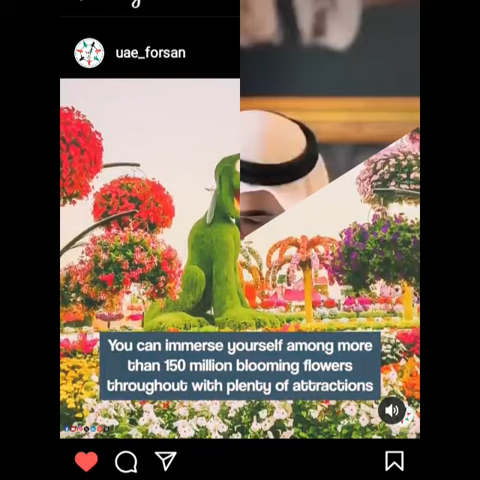 uae_forsan
You can immerse yourself among more
than 150 million blooming flowers
throughout with plenty of attractions